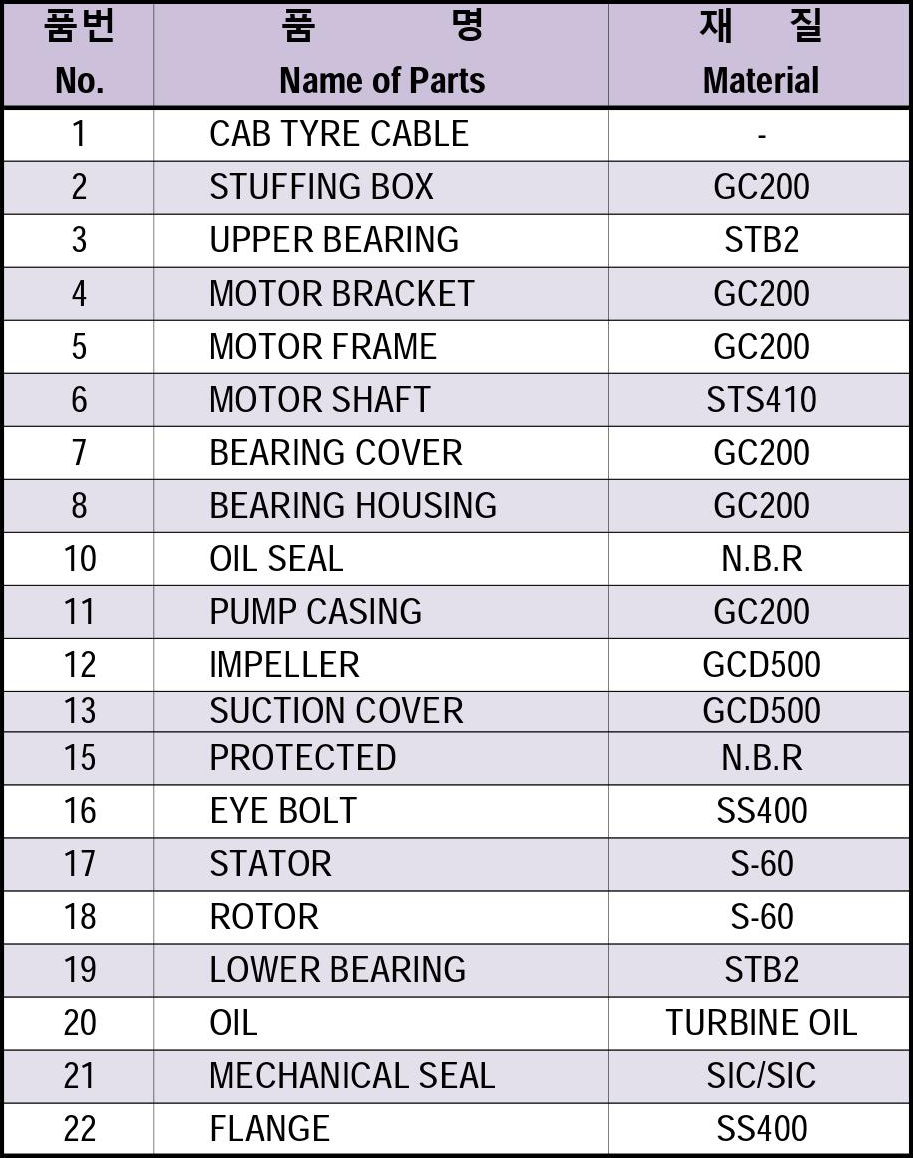 품번 품 명 재 질
No. Name of Parts Material
1 CAB TYRE CABLE -
2 STUFFING BOX GC200
3 UPPER BEARING STB2
4 MOTOR BRACKET GC200
5 MOTOR FRAME GC200
6 MOTOR SHAFT STS410
7 BEARING COVER GC200
8 BEARING HOUSING GC200
10 OIL SEAL N.B.R
11 PUMP CASING GC200
12 IMPELLER GCD500
13 SUCTION COVER GCD500
15 PROTECTED N.B.R
16 EYE BOLT SS400
17 STATOR S-60
18 ROTOR S-60
19 LOWER BEARING STB2
20 OIL TURBINE OIL
21 MECHANICAL SEAL SIC/SIC
22 FLANGE SS400